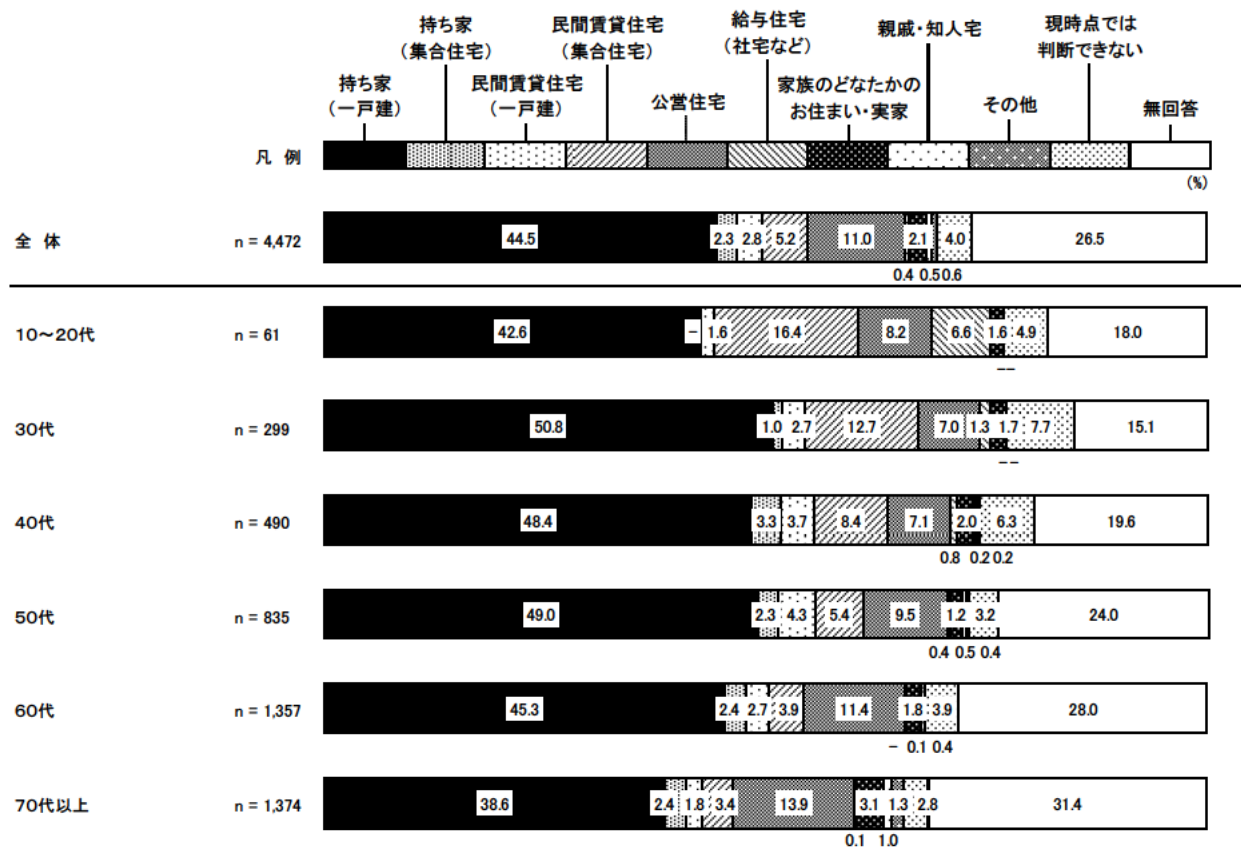 持ち家
(集合住宅)
民間賃貸住宅
(集合住宅)
給与住宅
(社宅など)
親戚・知人宅
現時点では
判断できない
持ち家
(一戸建)
民間賃貸住宅
(一戸建)
公営住宅
家族のどなたかの
お住まい・実家
その他
無回答
凡 例
(%)
全 体 n = 4,472 44.5 2.3 2.8 5.2 11.0 2.1 4.0 26.5
0.4 0.5 0.6
10～20代 n = 61 42.6 - 1.6 16.4 8.2 6.6 1.6 4.9 18.0
--
30代 n = 299 50.8 1.0 2.7 12.7 7.0 1.3 1.7 7.7 15.1
--
40代 n = 490 48.4 3.3 3.7 8.4 7.1 2.0 6.3 19.6
0.8 0.2 0.2
50代 n = 835 49.0 2.3 4.3 5.4 9.5 1.2 3.2 24.0
0.4 0.5 0.4
60代 n = 1,357 45.3 2.4 2.7 3.9 11.4 1.8 3.9 28.0
- 0.1 0.4
70代以上 n = 1,374 38.6 2.4 1.8 3.4 13.9 3.1 1.3 2.8 31.4
0.1 1.0